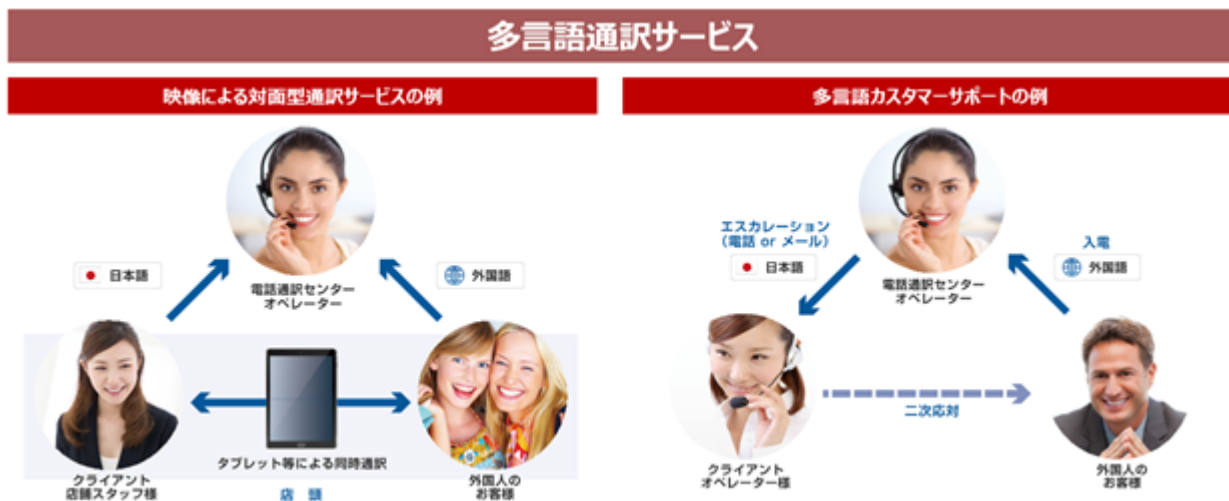 多言語通訳サービス
映像による対面型通訳サービスの例
日本語
外国語
電話通訳センター
オペレーター
クライアント
店舗スタッフ様
タブレット等による同時通訳
店 頭
外国人の
お客様
多言語カスタマーサポートの例
エスカレーション
(電話 or メール)
日本語
入電
外国語
電話通訳センター
オペレーター
二次応対
クライアント
オペレーター様
外国人の
お客様